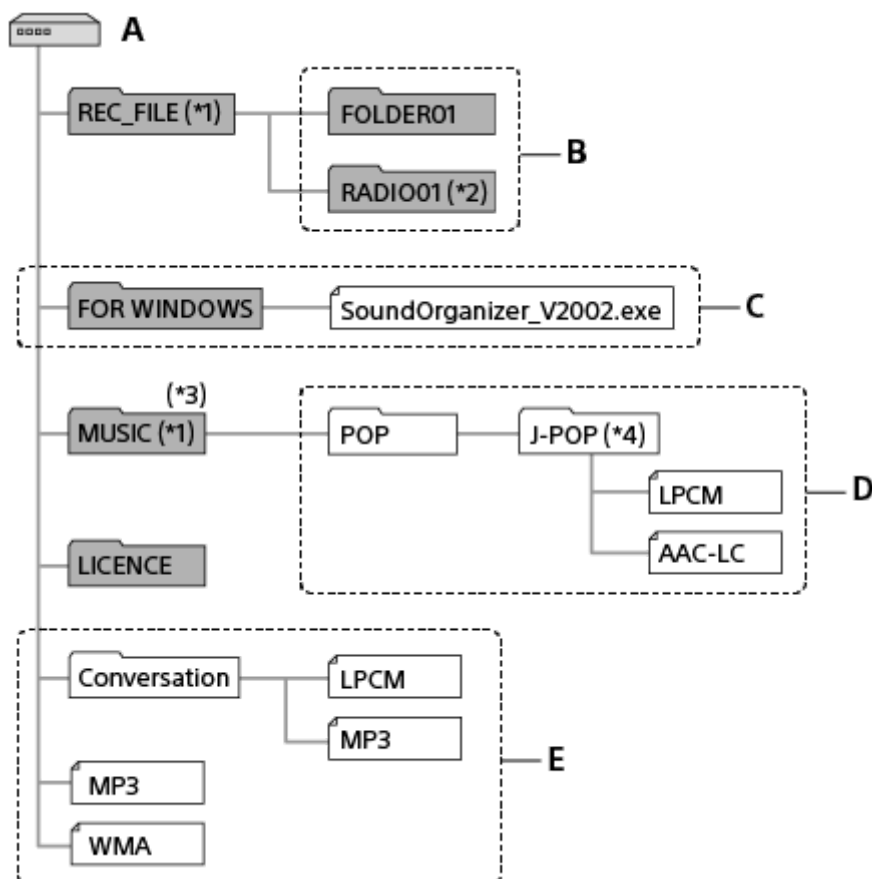 A
REC_FILE (*1)
FOLDER01
B
RADIO01 (*2)
FOR WINDOWS
SoundOrganizer_V2002.exe
C
(*3)
MUSIC (*1)
POP
J-POP (*4)
LPCM
D
AAC-LC
LICENCE
Conversation
LPCM
MP3
E
MP3
WMA